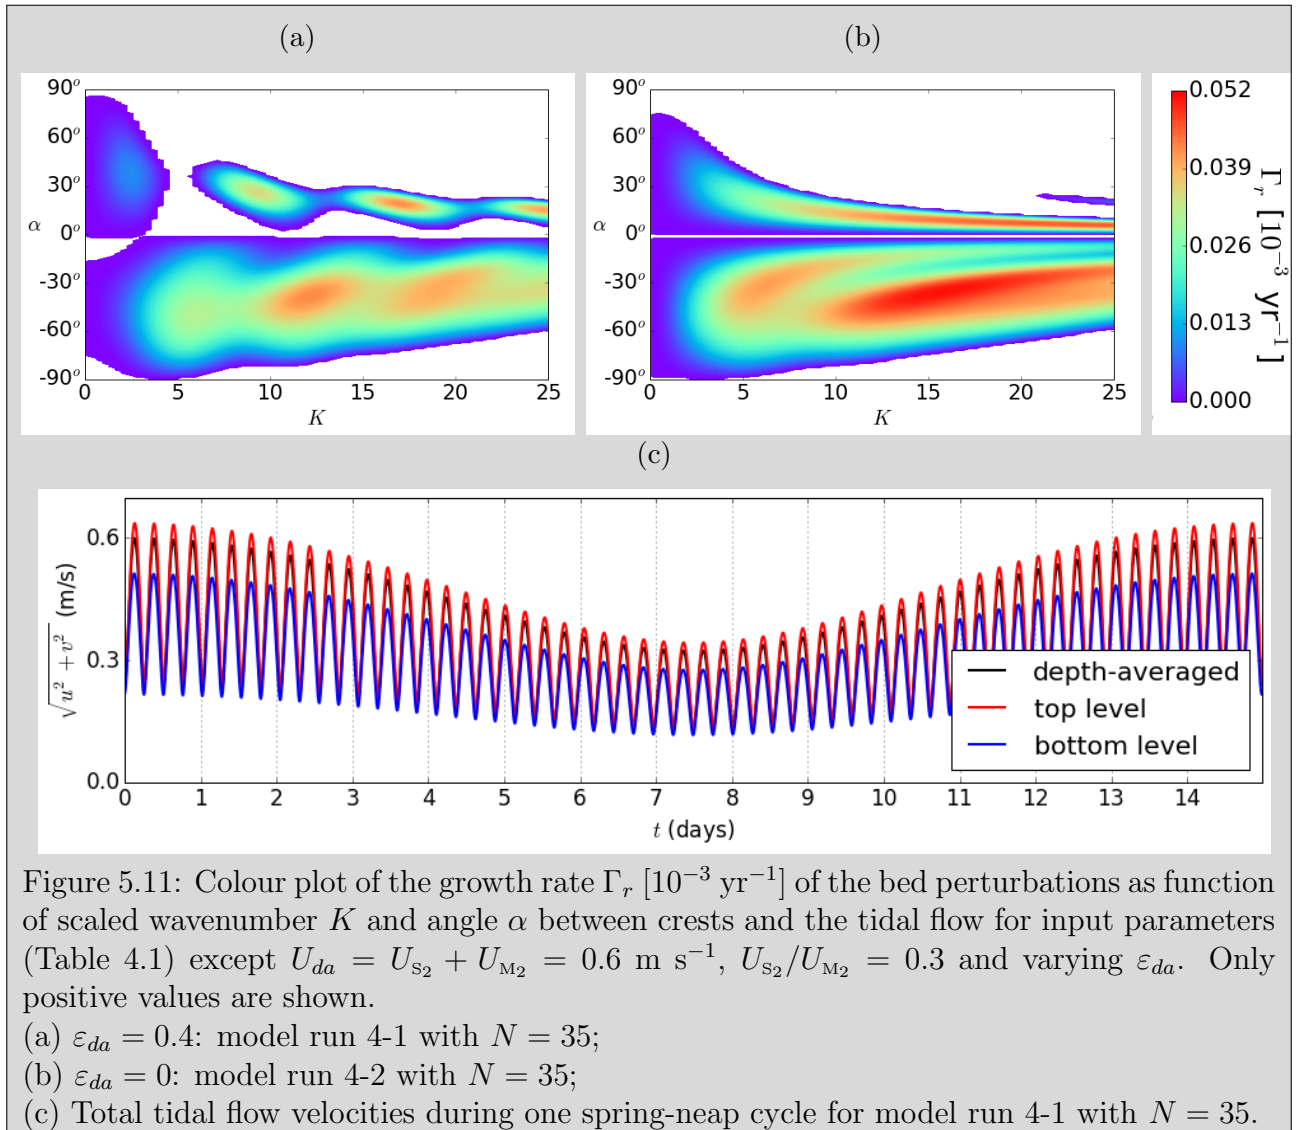 (a)
(b)
90°
60°
30°
0°
-30°
-60°
-90°
α
0 5 10 15 20 25
K
90°
60°
30°
0°
-30°
-60°
-90°
α
0 5 10 15 20 25
K
0.052
0.039
0.026
0.013
0.000
Γr [10⁻³ yr⁻¹]
(c)
√u² + v² (m/s)
0.6
0.3
0.0
depth-averaged
top level
bottom level
0 1 2 3 4 5 6 7 8 9 10 11 12 13 14
t (days)
Figure 5.11: Colour plot of the growth rate Γr [10⁻³ yr⁻¹] of the bed perturbations as function
of scaled wavenumber K and angle α between crests and the tidal flow for input parameters
(Table 4.1) except Uda = US₂ + UM₂ = 0.6 m s⁻¹, US₂/UM₂ = 0.3 and varying εda. Only
positive values are shown.
(a) εda = 0.4: model run 4-1 with N = 35;
(b) εda = 0: model run 4-2 with N = 35;
(c) Total tidal flow velocities during one spring-neap cycle for model run 4-1 with N = 35.